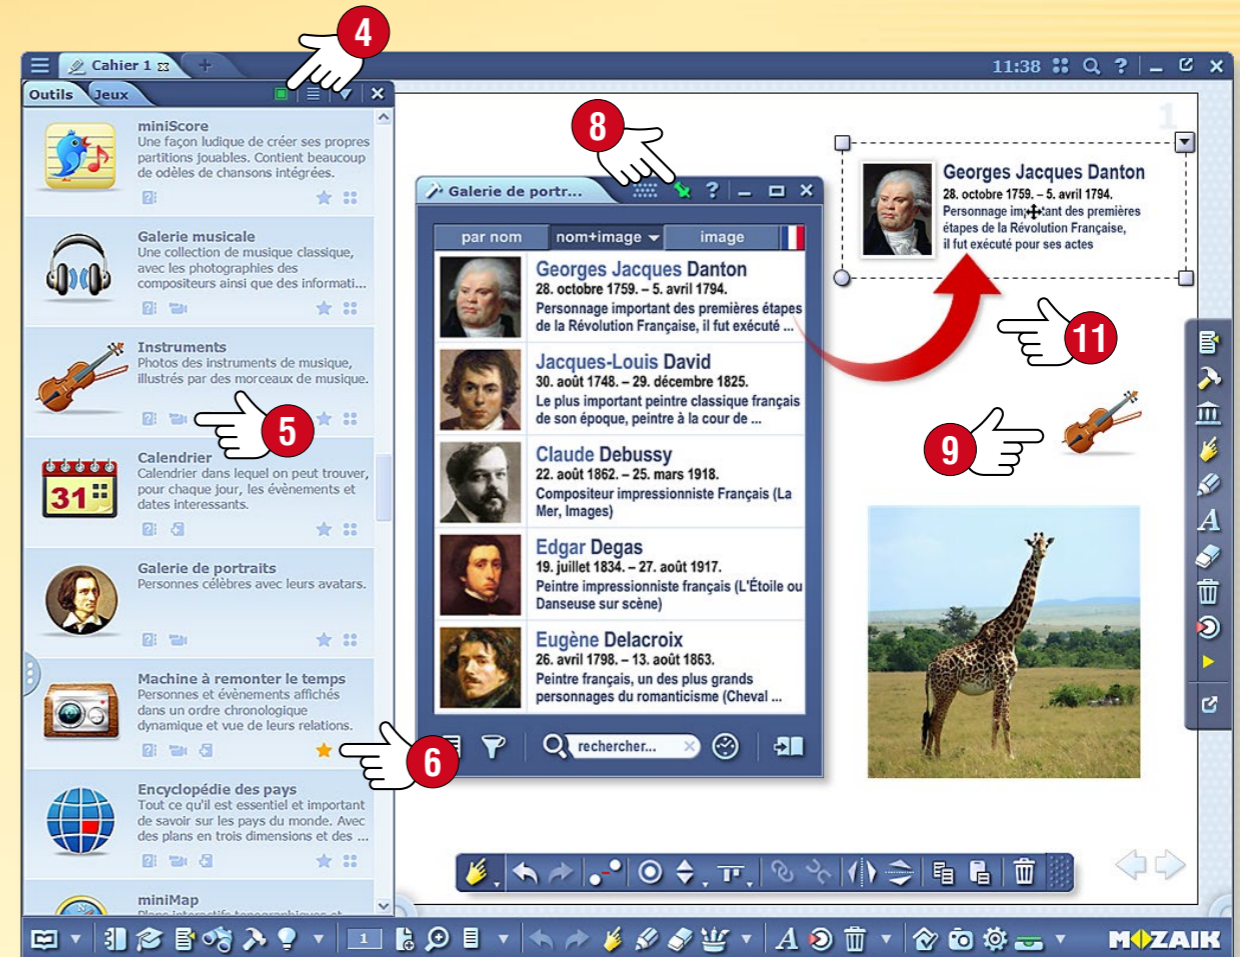 4
Cahier 1
11:38
Outils Jeux
miniScore
Une façon ludique de créer ses propres
partitions jouables. Contient beaucoup
de odèles de chansons intégrées.
Galerie musicale
Une collection de musique classique,
avec les photographies des
compositeurs ainsi que des informati...
Instruments
Photos des instruments de musique,
illustrés par des morceaux de musique.
5
Calendrier
Calendrier dans lequel on peut trouver,
pour chaque jour, les évènements et
dates interessants.
31
Galerie de portraits
Personnes célèbres avec leurs avatars.
Machine à remonter le temps
Personnes et évènements affichés
dans un ordre chronologique
dynamique et vue de leurs relations.
6
Encyclopédie des pays
Tout ce qu'il est essentiel et important
de savoir sur les pays du monde. Avec
des plans en trois dimensions et des ...
miniMap
8
Galerie de portr...
par nom nom+image image
Georges Jacques Danton
28. octobre 1759. – 5. avril 1794.
Personnage important des premières étapes
de la Révolution Française, il fut exécuté ...
Jacques-Louis David
30. août 1748. – 29. décembre 1825.
Le plus important peintre classique français
de son époque, peintre à la cour de ...
Claude Debussy
22. août 1862. – 25. mars 1918.
Compositeur impressionniste Français (La
Mer, Images)
Edgar Degas
19. juillet 1834. – 27. août 1917.
Peintre impressionniste français (L'Étoile ou
Danseuse sur scène)
Eugène Delacroix
26. avril 1798. – 13. août 1863.
Peintre français, un des plus grands
personnages du romanticisme (Cheval ...
rechercher...
1
Georges Jacques Danton
28. octobre 1759. – 5. avril 1794.
Personnage des premières
étapes de la Révolution Française,
il fut exécuté pour ses actes
11
9
A
1
A
MOZAIK